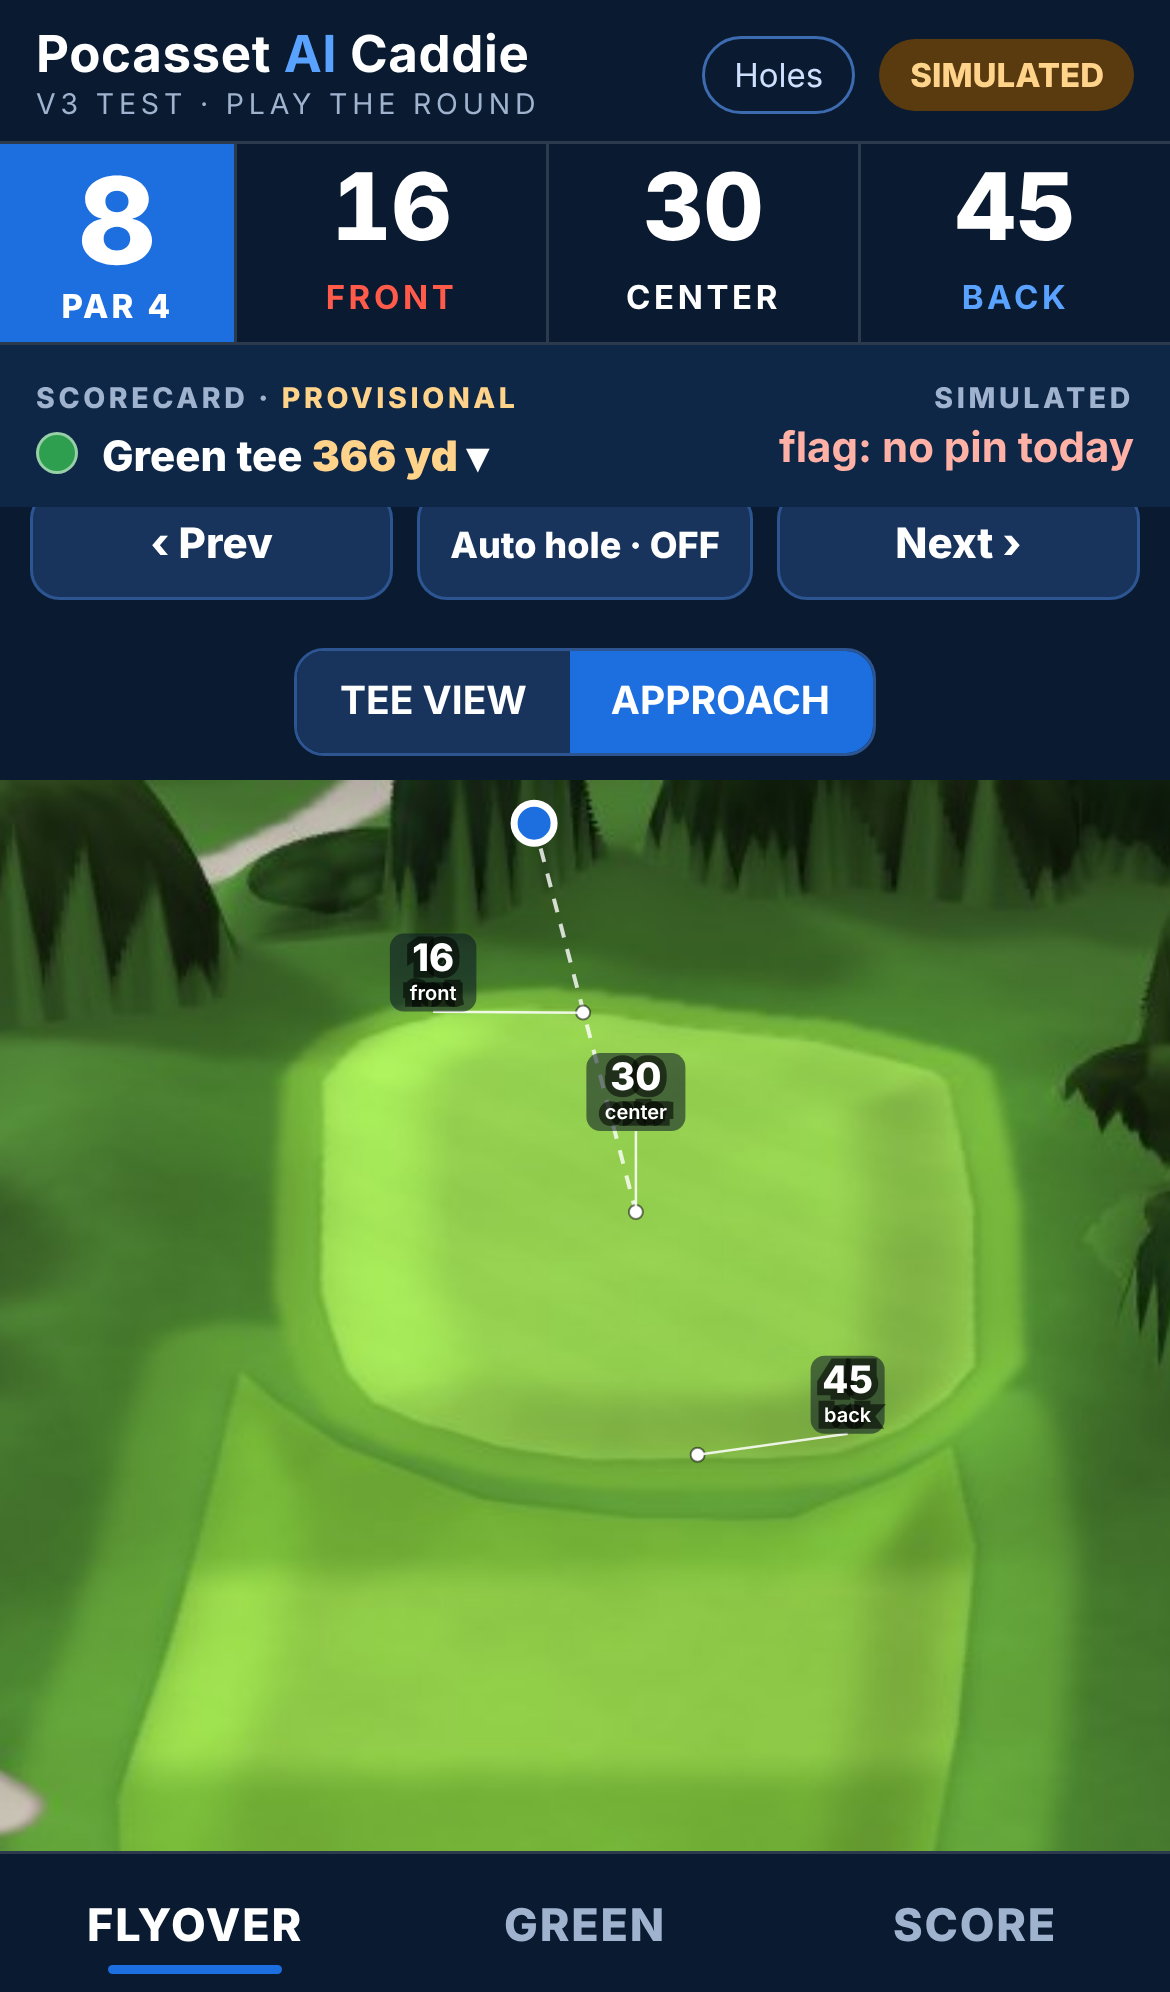 Pocasset AI Caddie
V3 TEST · PLAY THE ROUND
Holes
SIMULATED
8
PAR 4
16
FRONT
30
CENTER
45
BACK
SCORECARD · PROVISIONAL
Green tee 366 yd ▾
SIMULATED
flag: no pin today
‹ Prev
Auto hole · OFF
Next ›
TEE VIEW
APPROACH
16
front
30
center
45
back
FLYOVER
GREEN
SCORE